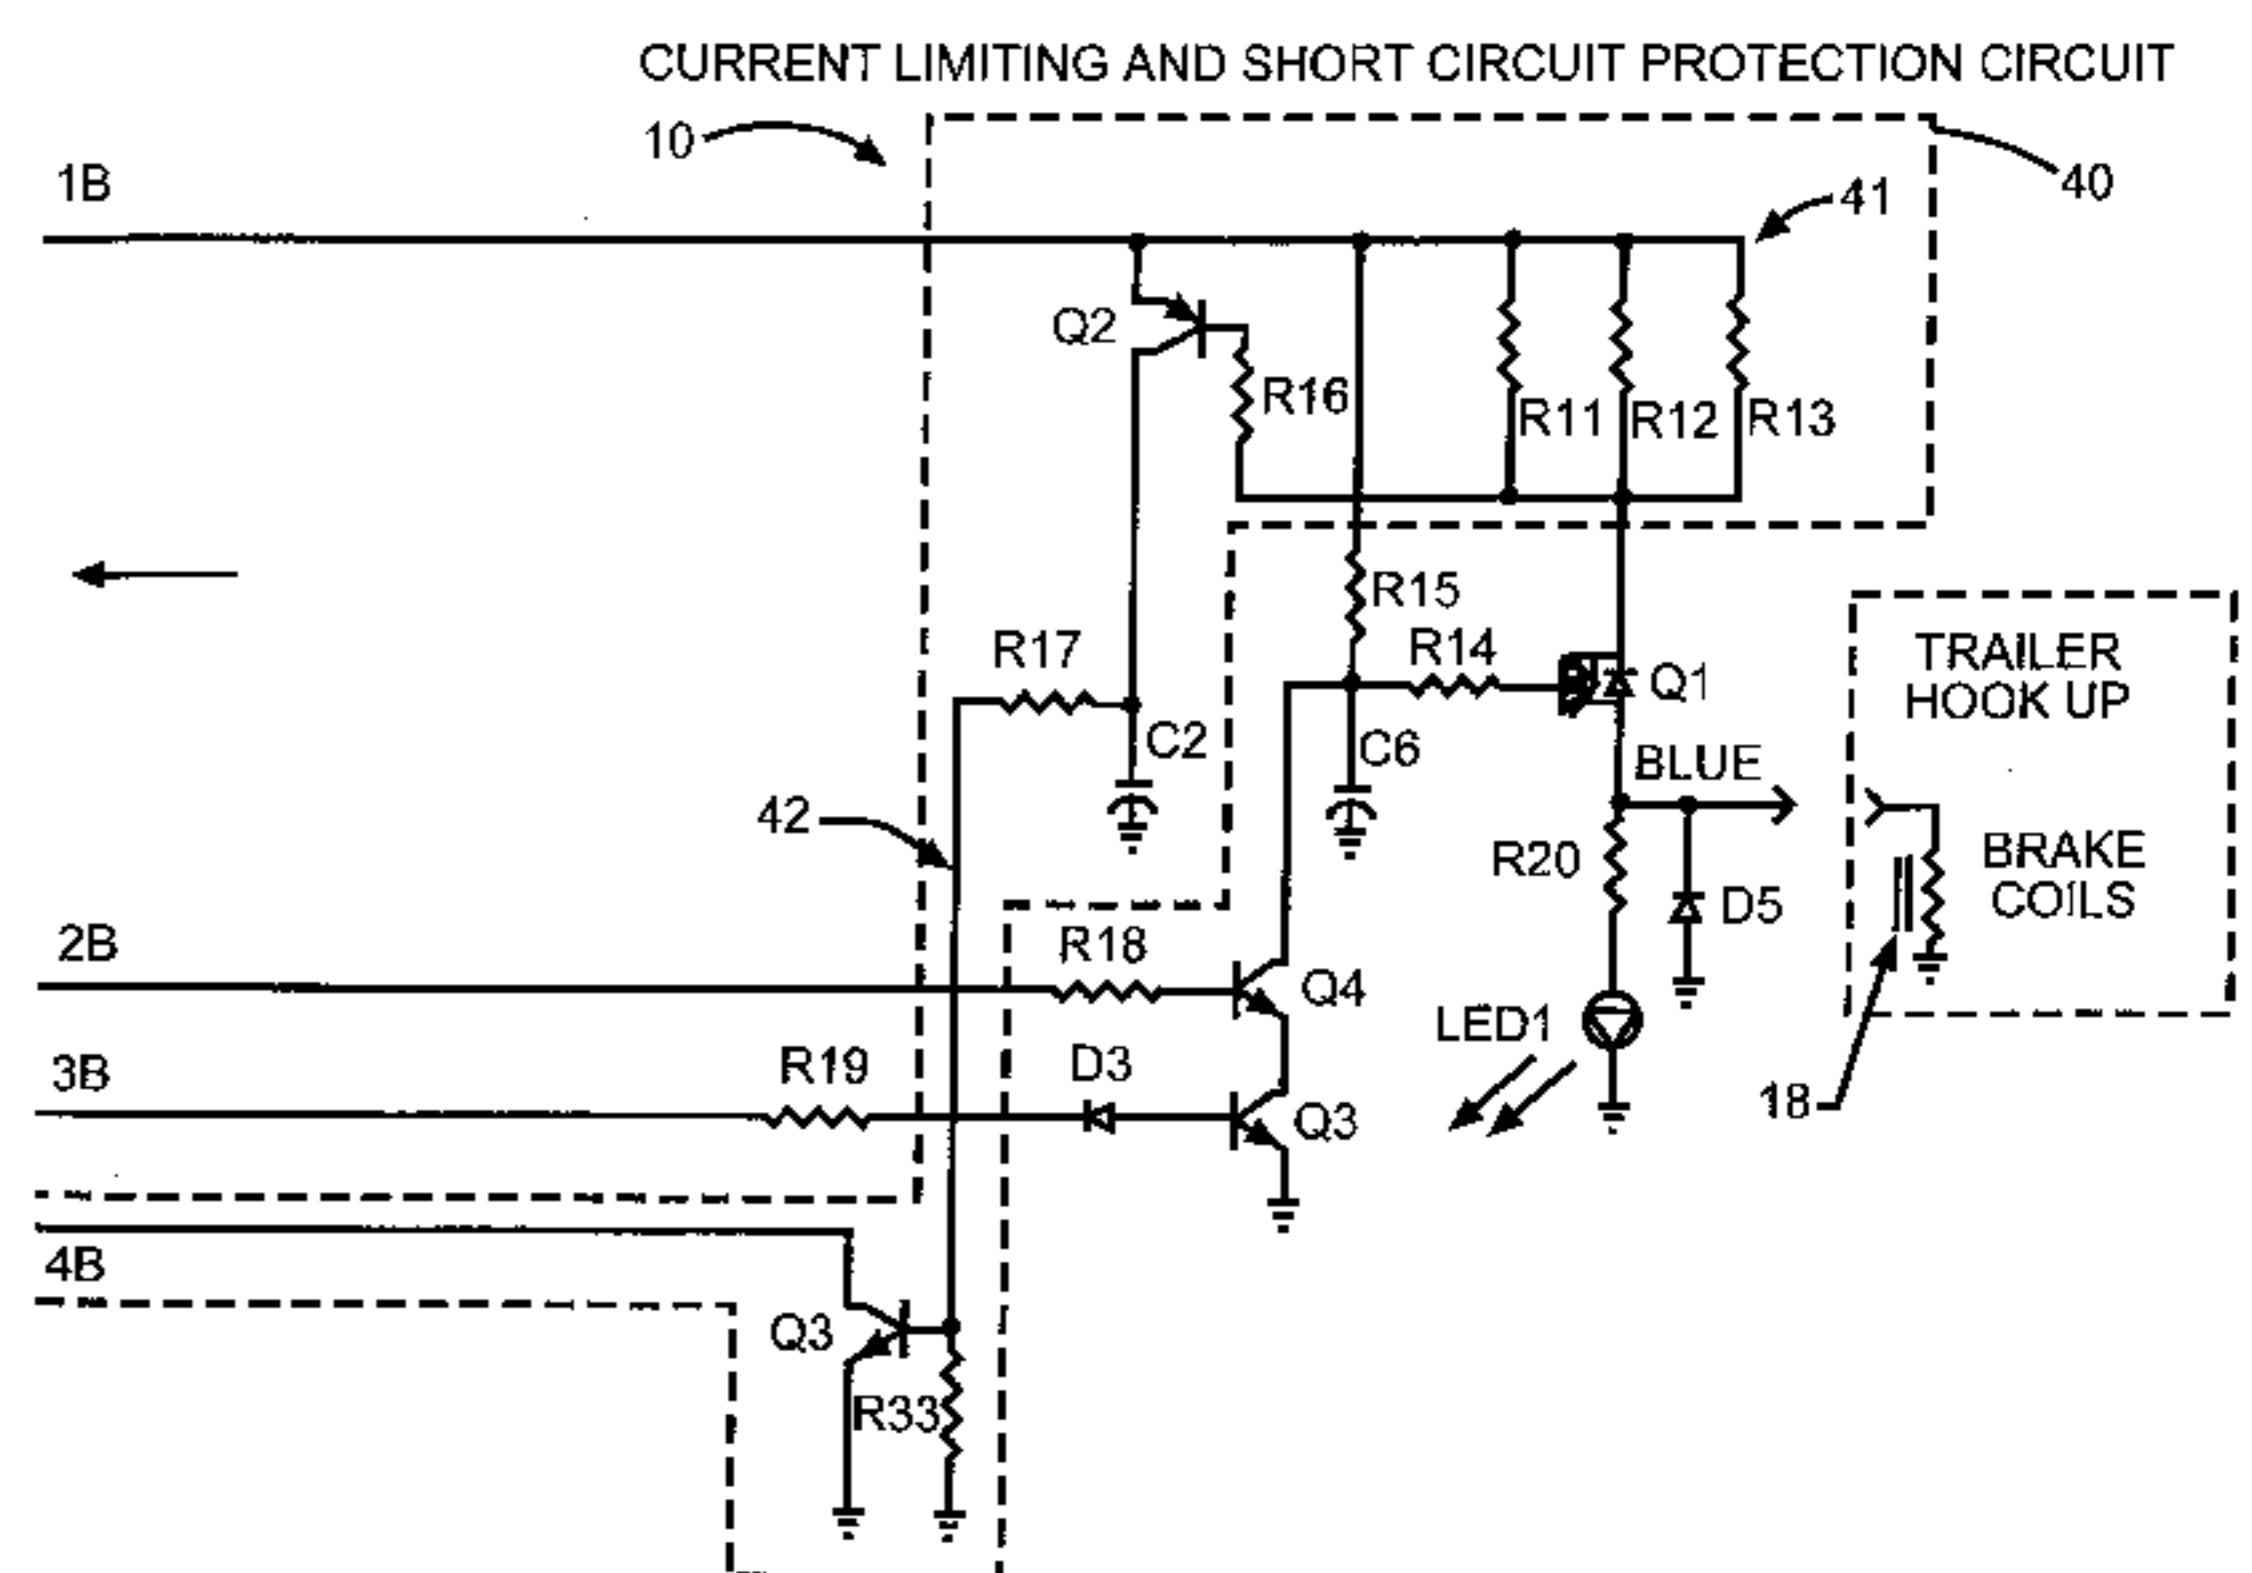 CURRENT LIMITING AND SHORT CIRCUIT PROTECTION CIRCUIT
10
40
1B
41
Q2
R16
R11
R12
R13
R15
R17
R14
TRAILER
HOOK UP
Q1
C2
C6
BLUE
42
R20
BRAKE
COILS
D5
2B
R18
Q4
LED1
3B
R19
D3
Q3
18
4B
Q3
R33